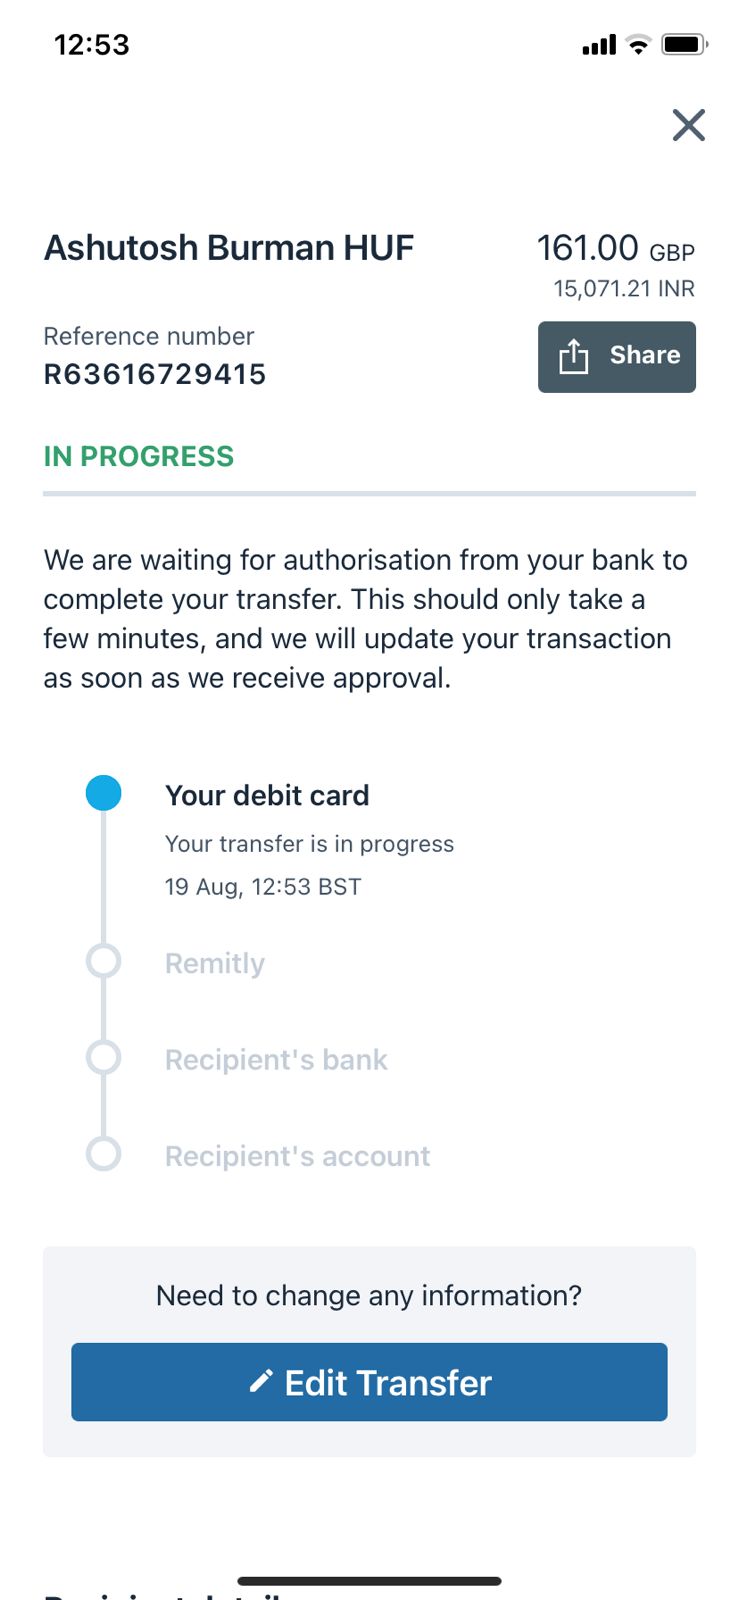 12:53
Ashutosh Burman HUF
161.00 GBP
15,071.21 INR
Reference number
R63616729415
Share
IN PROGRESS
We are waiting for authorisation from your bank to
complete your transfer. This should only take a
few minutes, and we will update your transaction
as soon as we receive approval.
Your debit card
Your transfer is in progress
19 Aug, 12:53 BST
Remitly
Recipient's bank
Recipient's account
Need to change any information?
Edit Transfer